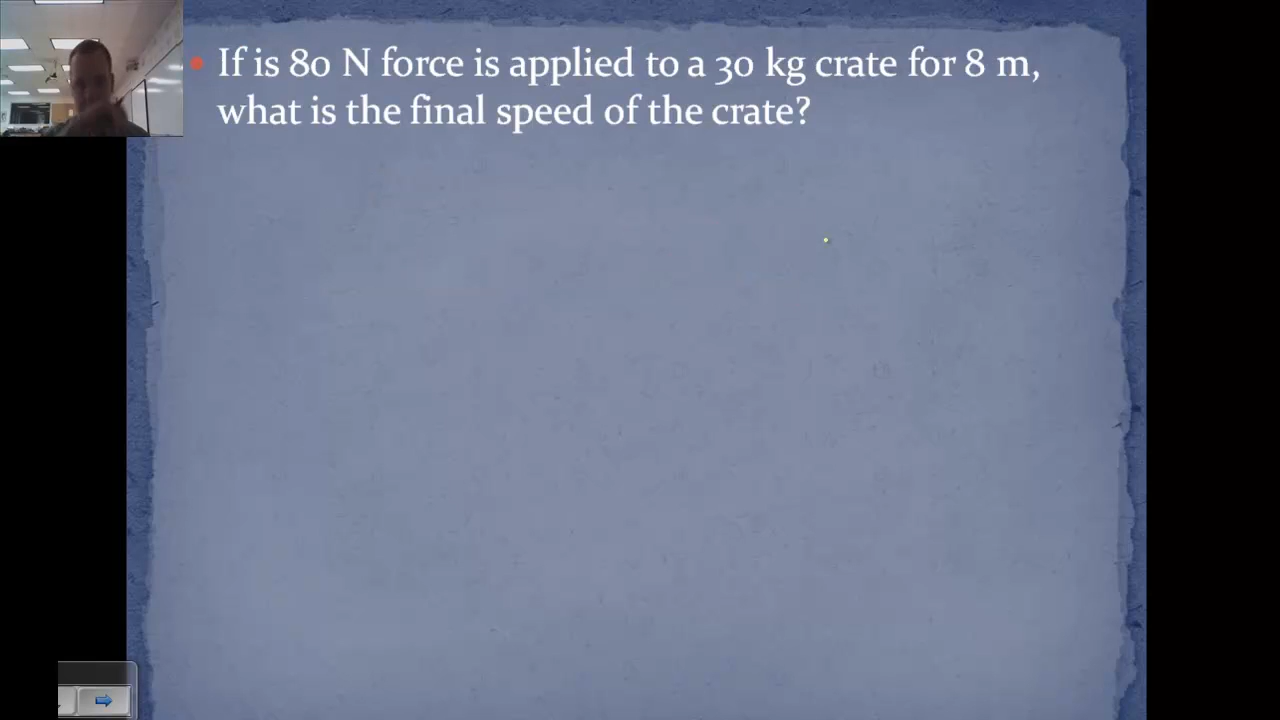 If is 80 N force is applied to a 30 kg crate for 8 m,
what is the final speed of the crate?